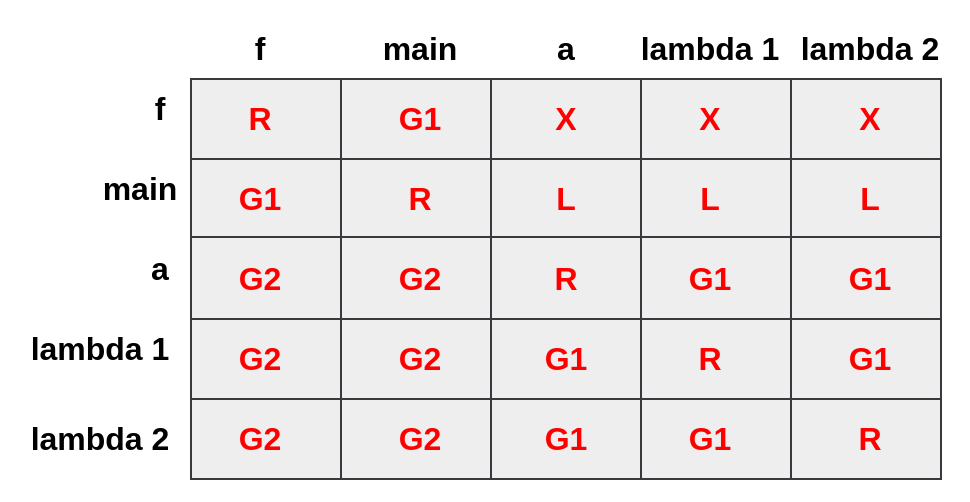 f main a lambda 1 lambda 2
f R G1 X X X
main G1 R L L L
a G2 G2 R G1 G1
lambda 1 G2 G2 G1 R G1
lambda 2 G2 G2 G1 G1 R